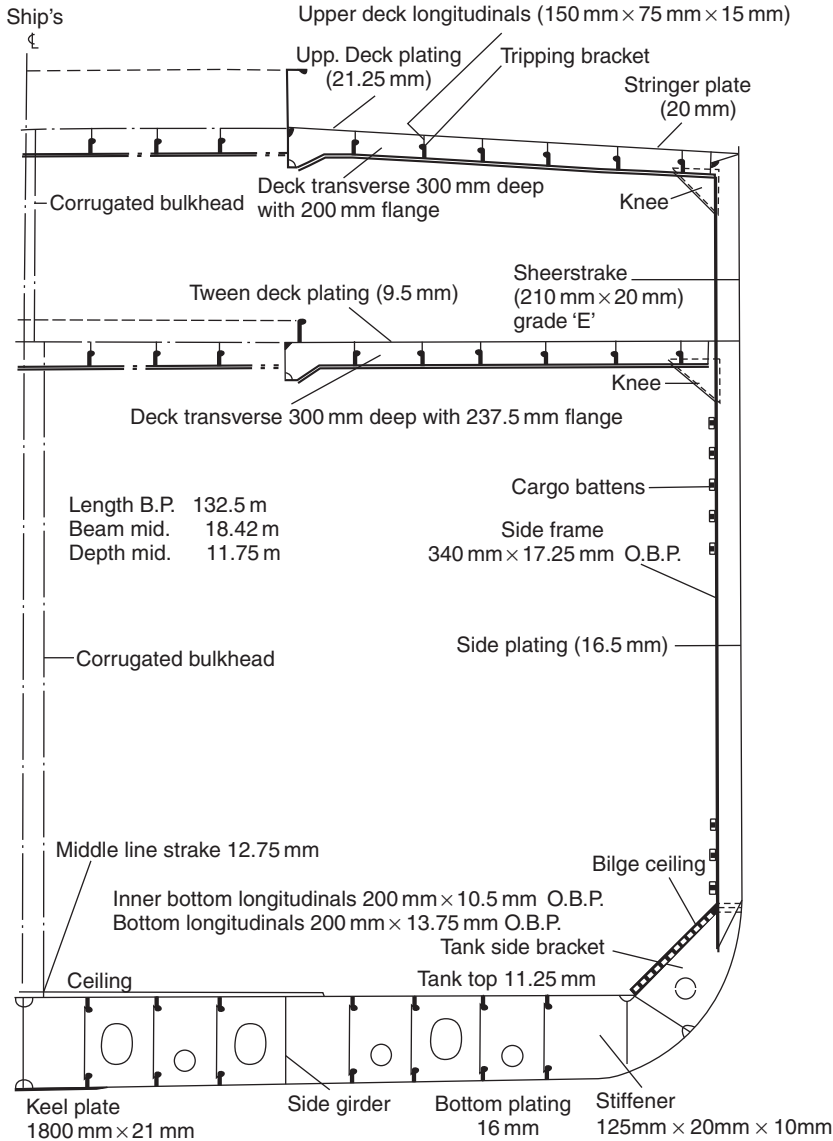 Ship's
℄
Upper deck longitudinals (150 mm × 75 mm × 15 mm)
Upp. Deck plating
(21.25 mm)
Tripping bracket
Stringer plate
(20 mm)
Corrugated bulkhead
Deck transverse 300 mm deep
with 200 mm flange
Knee
Tween deck plating (9.5 mm)
Sheerstrake
(210 mm × 20 mm)
grade 'E'
Knee
Deck transverse 300 mm deep with 237.5 mm flange
Length B.P. 132.5 m
Beam mid. 18.42 m
Depth mid. 11.75 m
Cargo battens
Side frame
340 mm × 17.25 mm O.B.P.
Corrugated bulkhead
Side plating (16.5 mm)
Middle line strake 12.75 mm
Bilge ceiling
Inner bottom longitudinals 200 mm × 10.5 mm O.B.P.
Bottom longitudinals 200 mm × 13.75 mm O.B.P.
Tank side bracket
Ceiling
Tank top 11.25 mm
Keel plate
1800 mm × 21 mm
Side girder
Bottom plating
16 mm
Stiffener
125mm × 20mm × 10mm